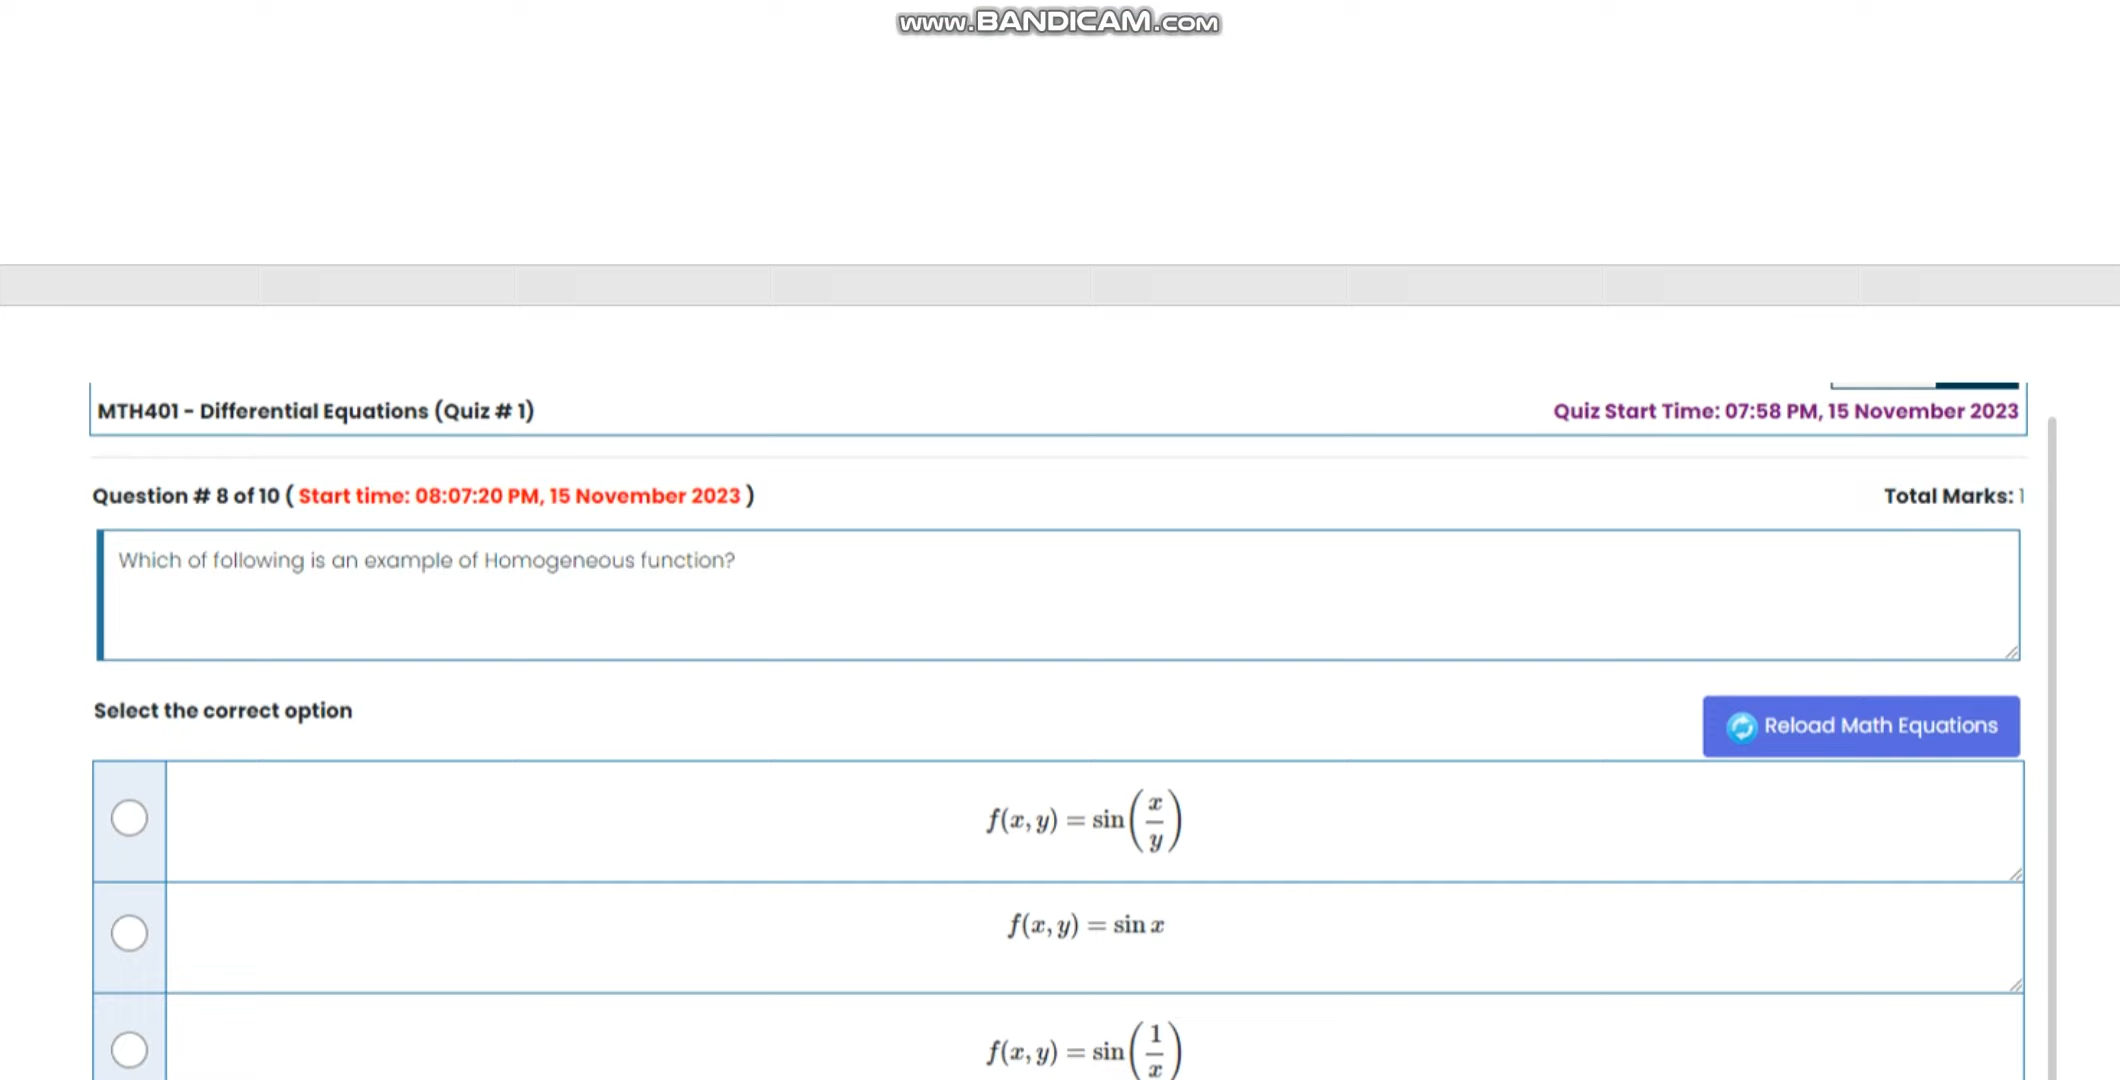 www.BANDICAM.com
MTH401 - Differential Equations (Quiz # 1)
Quiz Start Time: 07:58 PM, 15 November 2023
Question # 8 of 10 ( Start time: 08:07:20 PM, 15 November 2023 )
Total Marks: 1
Which of following is an example of Homogeneous function?
Select the correct option
Reload Math Equations
f(x, y) = sin(x/y)
f(x, y) = sin x
f(x, y) = sin(1/x)